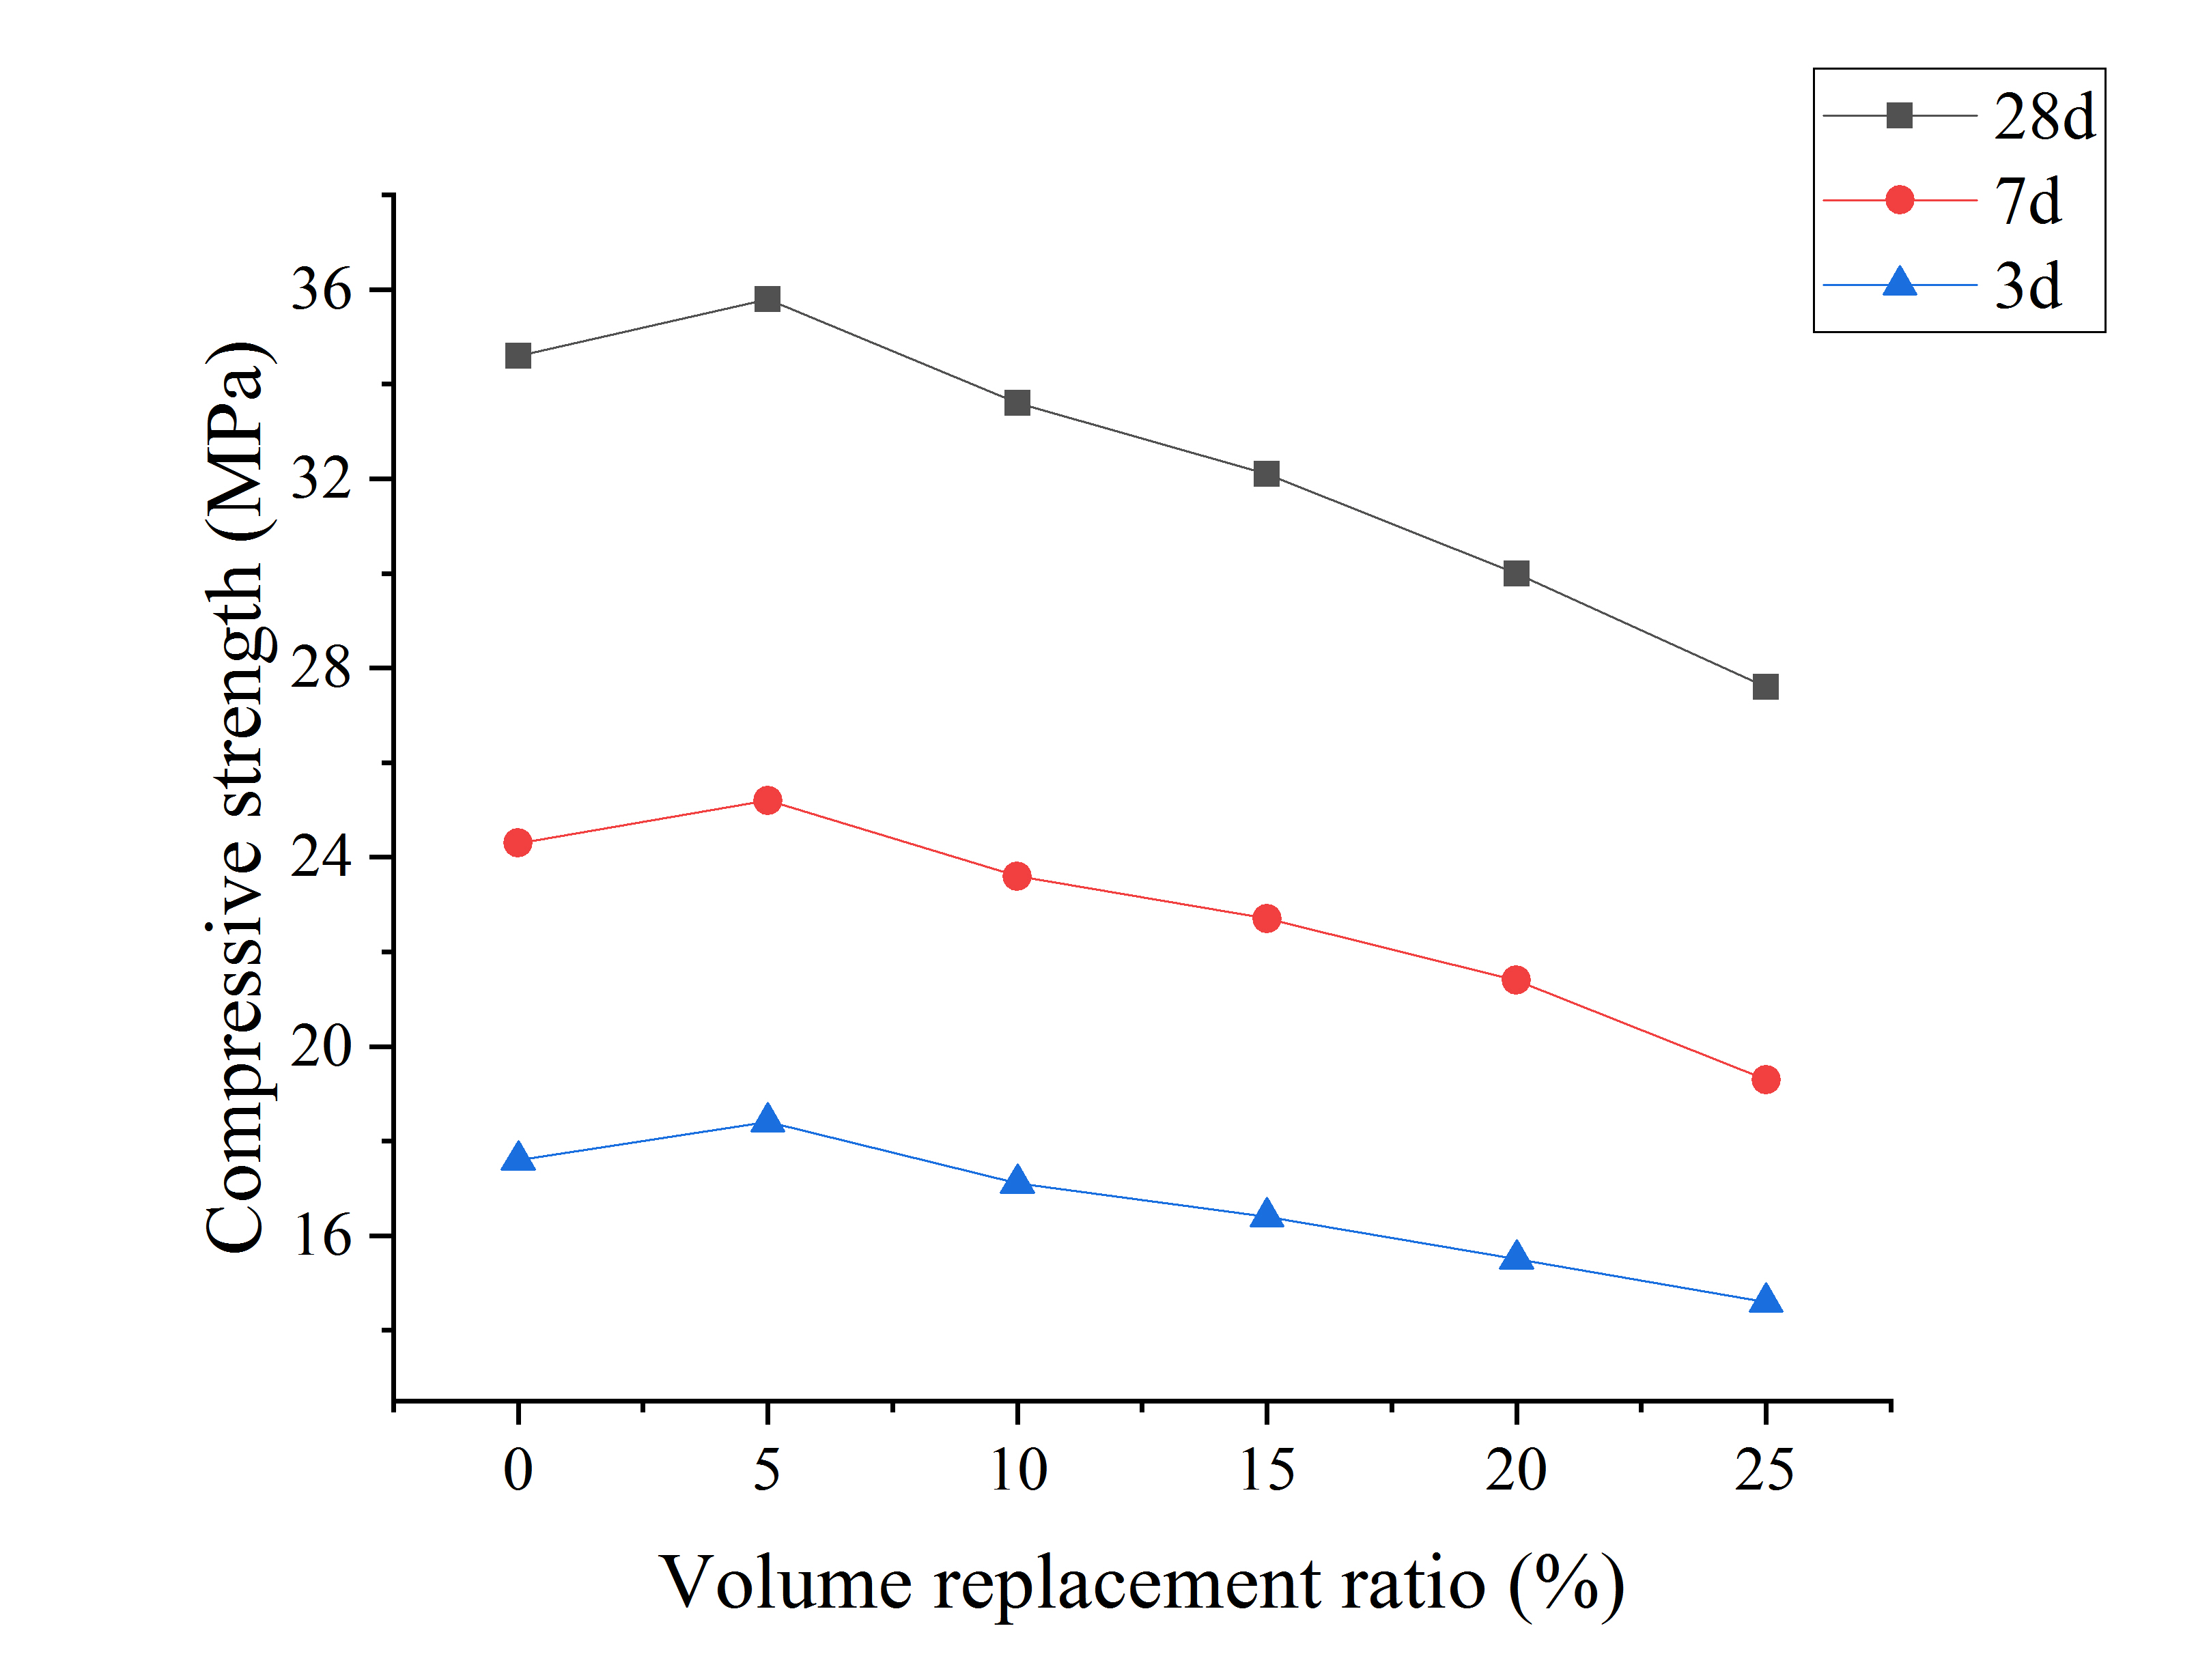 28d
7d
3d
Compressive strength (MPa)
36
32
28
24
20
16
0 5 10 15 20 25
Volume replacement ratio (%)